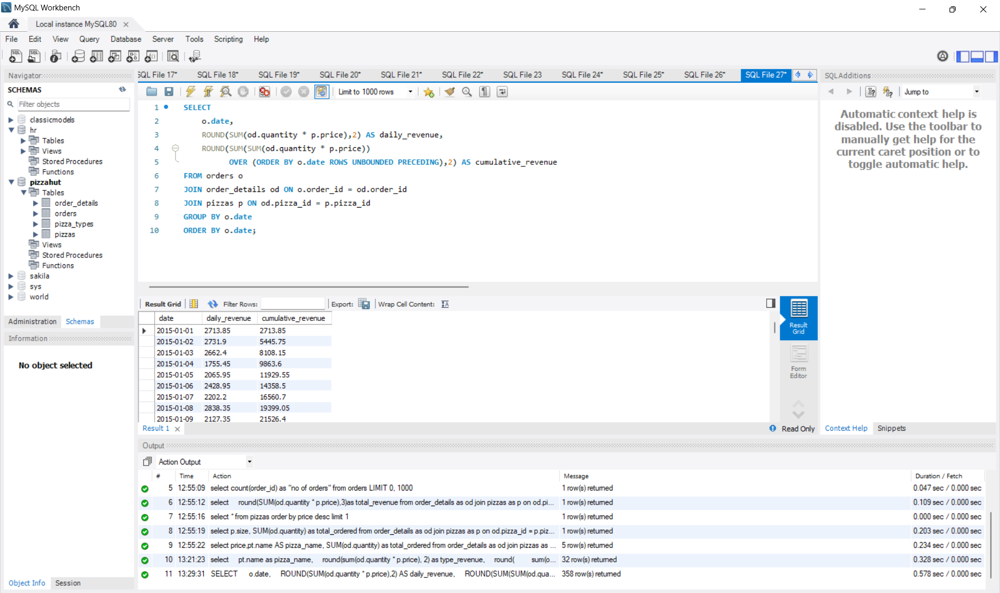 MySQL Workbench
Local instance MySQL80
File Edit View Query Database Server Tools Scripting Help
Navigator
SCHEMAS
Filter objects
classicmodels
hr
Tables
Views
Stored Procedures
Functions
pizzahut
Tables
order_details
orders
pizza_types
pizzas
Views
Stored Procedures
Functions
sakila
sys
world
Administration Schemas
Information
No object selected
Object Info Session
SQL File 17* SQL File 18* SQL File 19* SQL File 20* SQL File 21* SQL File 22* SQL File 23 SQL File 24* SQL File 25* SQL File 26* SQL File 27*
Limit to 1000 rows
1 SELECT
2 o.date,
3 ROUND(SUM(od.quantity * p.price),2) AS daily_revenue,
4 ROUND(SUM(SUM(od.quantity * p.price))
5 OVER (ORDER BY o.date ROWS UNBOUNDED PRECEDING),2) AS cumulative_revenue
6 FROM orders o
7 JOIN order_details od ON o.order_id = od.order_id
8 JOIN pizzas p ON od.pizza_id = p.pizza_id
9 GROUP BY o.date
10 ORDER BY o.date;
Result Grid Filter Rows: Export: Wrap Cell Content:
date daily_revenue cumulative_revenue
2015-01-01 2713.85 2713.85
2015-01-02 2731.9 5445.75
2015-01-03 2662.4 8108.15
2015-01-04 1755.45 9863.6
2015-01-05 2065.95 11929.55
2015-01-06 2428.95 14358.5
2015-01-07 2202.2 16560.7
2015-01-08 2838.35 19399.05
2015-01-09 2127.35 21526.4
Result Grid
Form Editor
Result 1
Read Only
SQLAdditions
Jump to
Automatic context help is
disabled. Use the toolbar to
manually get help for the
current caret position or to
toggle automatic help.
Context Help Snippets
Output
Action Output
# Time Action Message Duration / Fetch
5 12:55:09 select count(order_id) as "no of orders" from orders LIMIT 0, 1000 1 row(s) returned 0.047 sec / 0.000 sec
6 12:55:12 select round(SUM(od.quantity * p.price),3)as total_revenue from order_details as od join pizzas as p on od.pi... 1 row(s) returned 0.109 sec / 0.000 sec
7 12:55:16 select * from pizzas order by price desc limit 1 1 row(s) returned 0.000 sec / 0.000 sec
8 12:55:19 select p.size, SUM(od.quantity) as total_ordered from order_details as od join pizzas as p on od.pizza_id = p.piz... 1 row(s) returned 0.203 sec / 0.000 sec
9 12:55:22 select price,pt.name AS pizza_name, SUM(od.quantity) as total_ordered from order_details as od join pizzas as ... 5 row(s) returned 0.234 sec / 0.000 sec
10 13:21:23 select pt.name as pizza_name, round(sum(od.quantity * p.price), 2) as type_revenue, round( sum(o... 32 row(s) returned 0.328 sec / 0.000 sec
11 13:29:31 SELECT o.date, ROUND(SUM(od.quantity * p.price),2) AS daily_revenue, ROUND(SUM(SUM(od.qua... 358 row(s) returned 0.578 sec / 0.000 sec